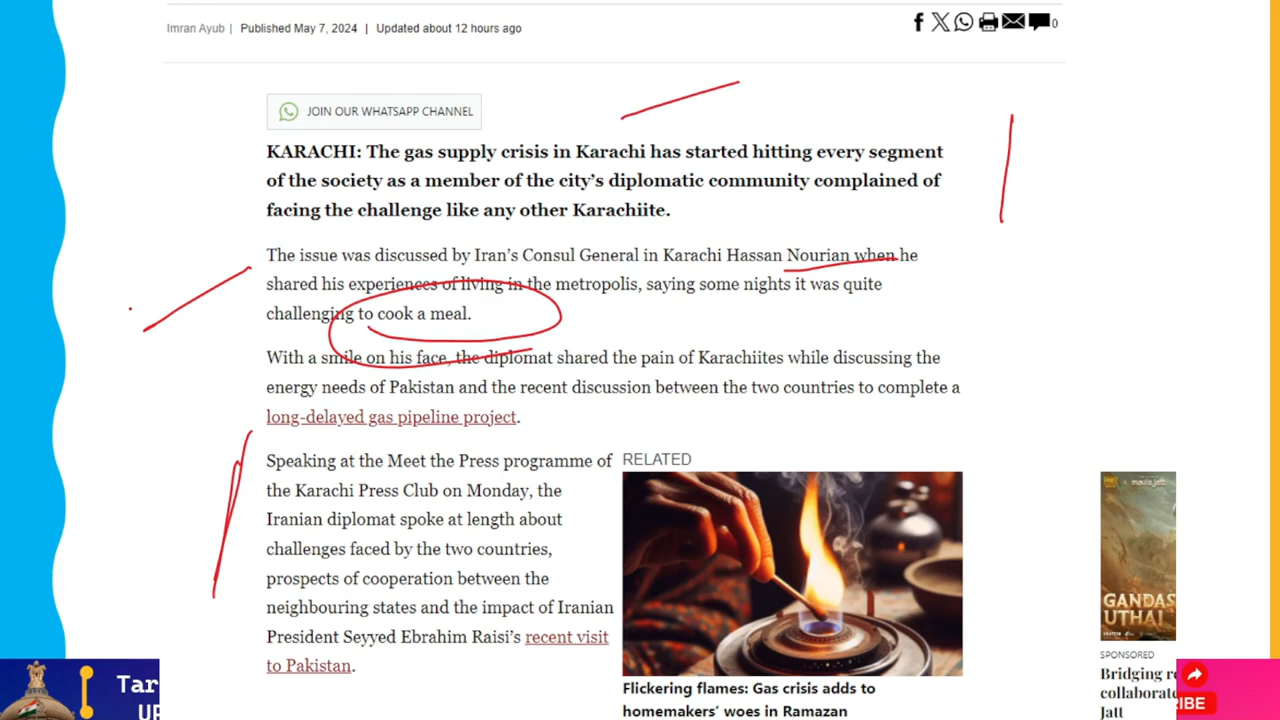 Imran Ayub | Published May 7, 2024 | Updated about 12 hours ago
0
JOIN OUR WHATSAPP CHANNEL
KARACHI: The gas supply crisis in Karachi has started hitting every segment
of the society as a member of the city's diplomatic community complained of
facing the challenge like any other Karachiite.
The issue was discussed by Iran's Consul General in Karachi Hassan Nourian when he
shared his experiences of living in the metropolis, saying some nights it was quite
challenging to cook a meal.
With a smile on his face, the diplomat shared the pain of Karachiites while discussing the
energy needs of Pakistan and the recent discussion between the two countries to complete a
long-delayed gas pipeline project.
Speaking at the Meet the Press programme of
the Karachi Press Club on Monday, the
Iranian diplomat spoke at length about
challenges faced by the two countries,
prospects of cooperation between the
neighbouring states and the impact of Iranian
President Seyyed Ebrahim Raisi's recent visit
to Pakistan.
RELATED
Flickering flames: Gas crisis adds to
homemakers' woes in Ramazan
GANDAS
UTHAI
SPONSORED
Bridging r
collaborate
Jatt
Tar
UP
IBE